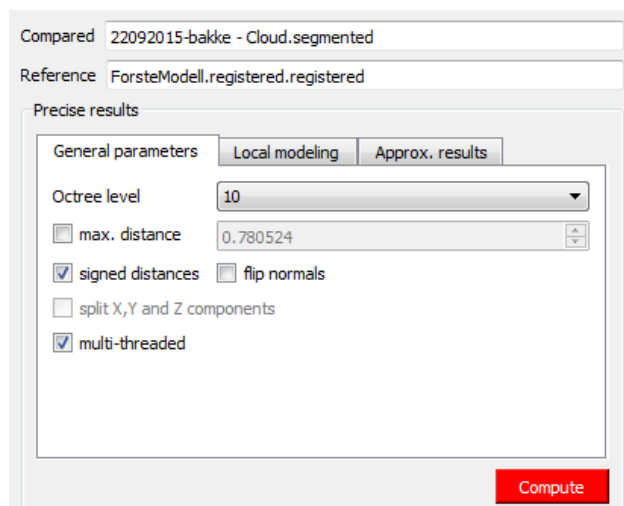 Compared 22092015-bakke - Cloud.segmented
Reference ForsteModell.registered.registered
Precise results
General parameters Local modeling Approx. results
Octree level 10
max. distance 0.780524
signed distances flip normals
split X,Y and Z components
multi-threaded
Compute